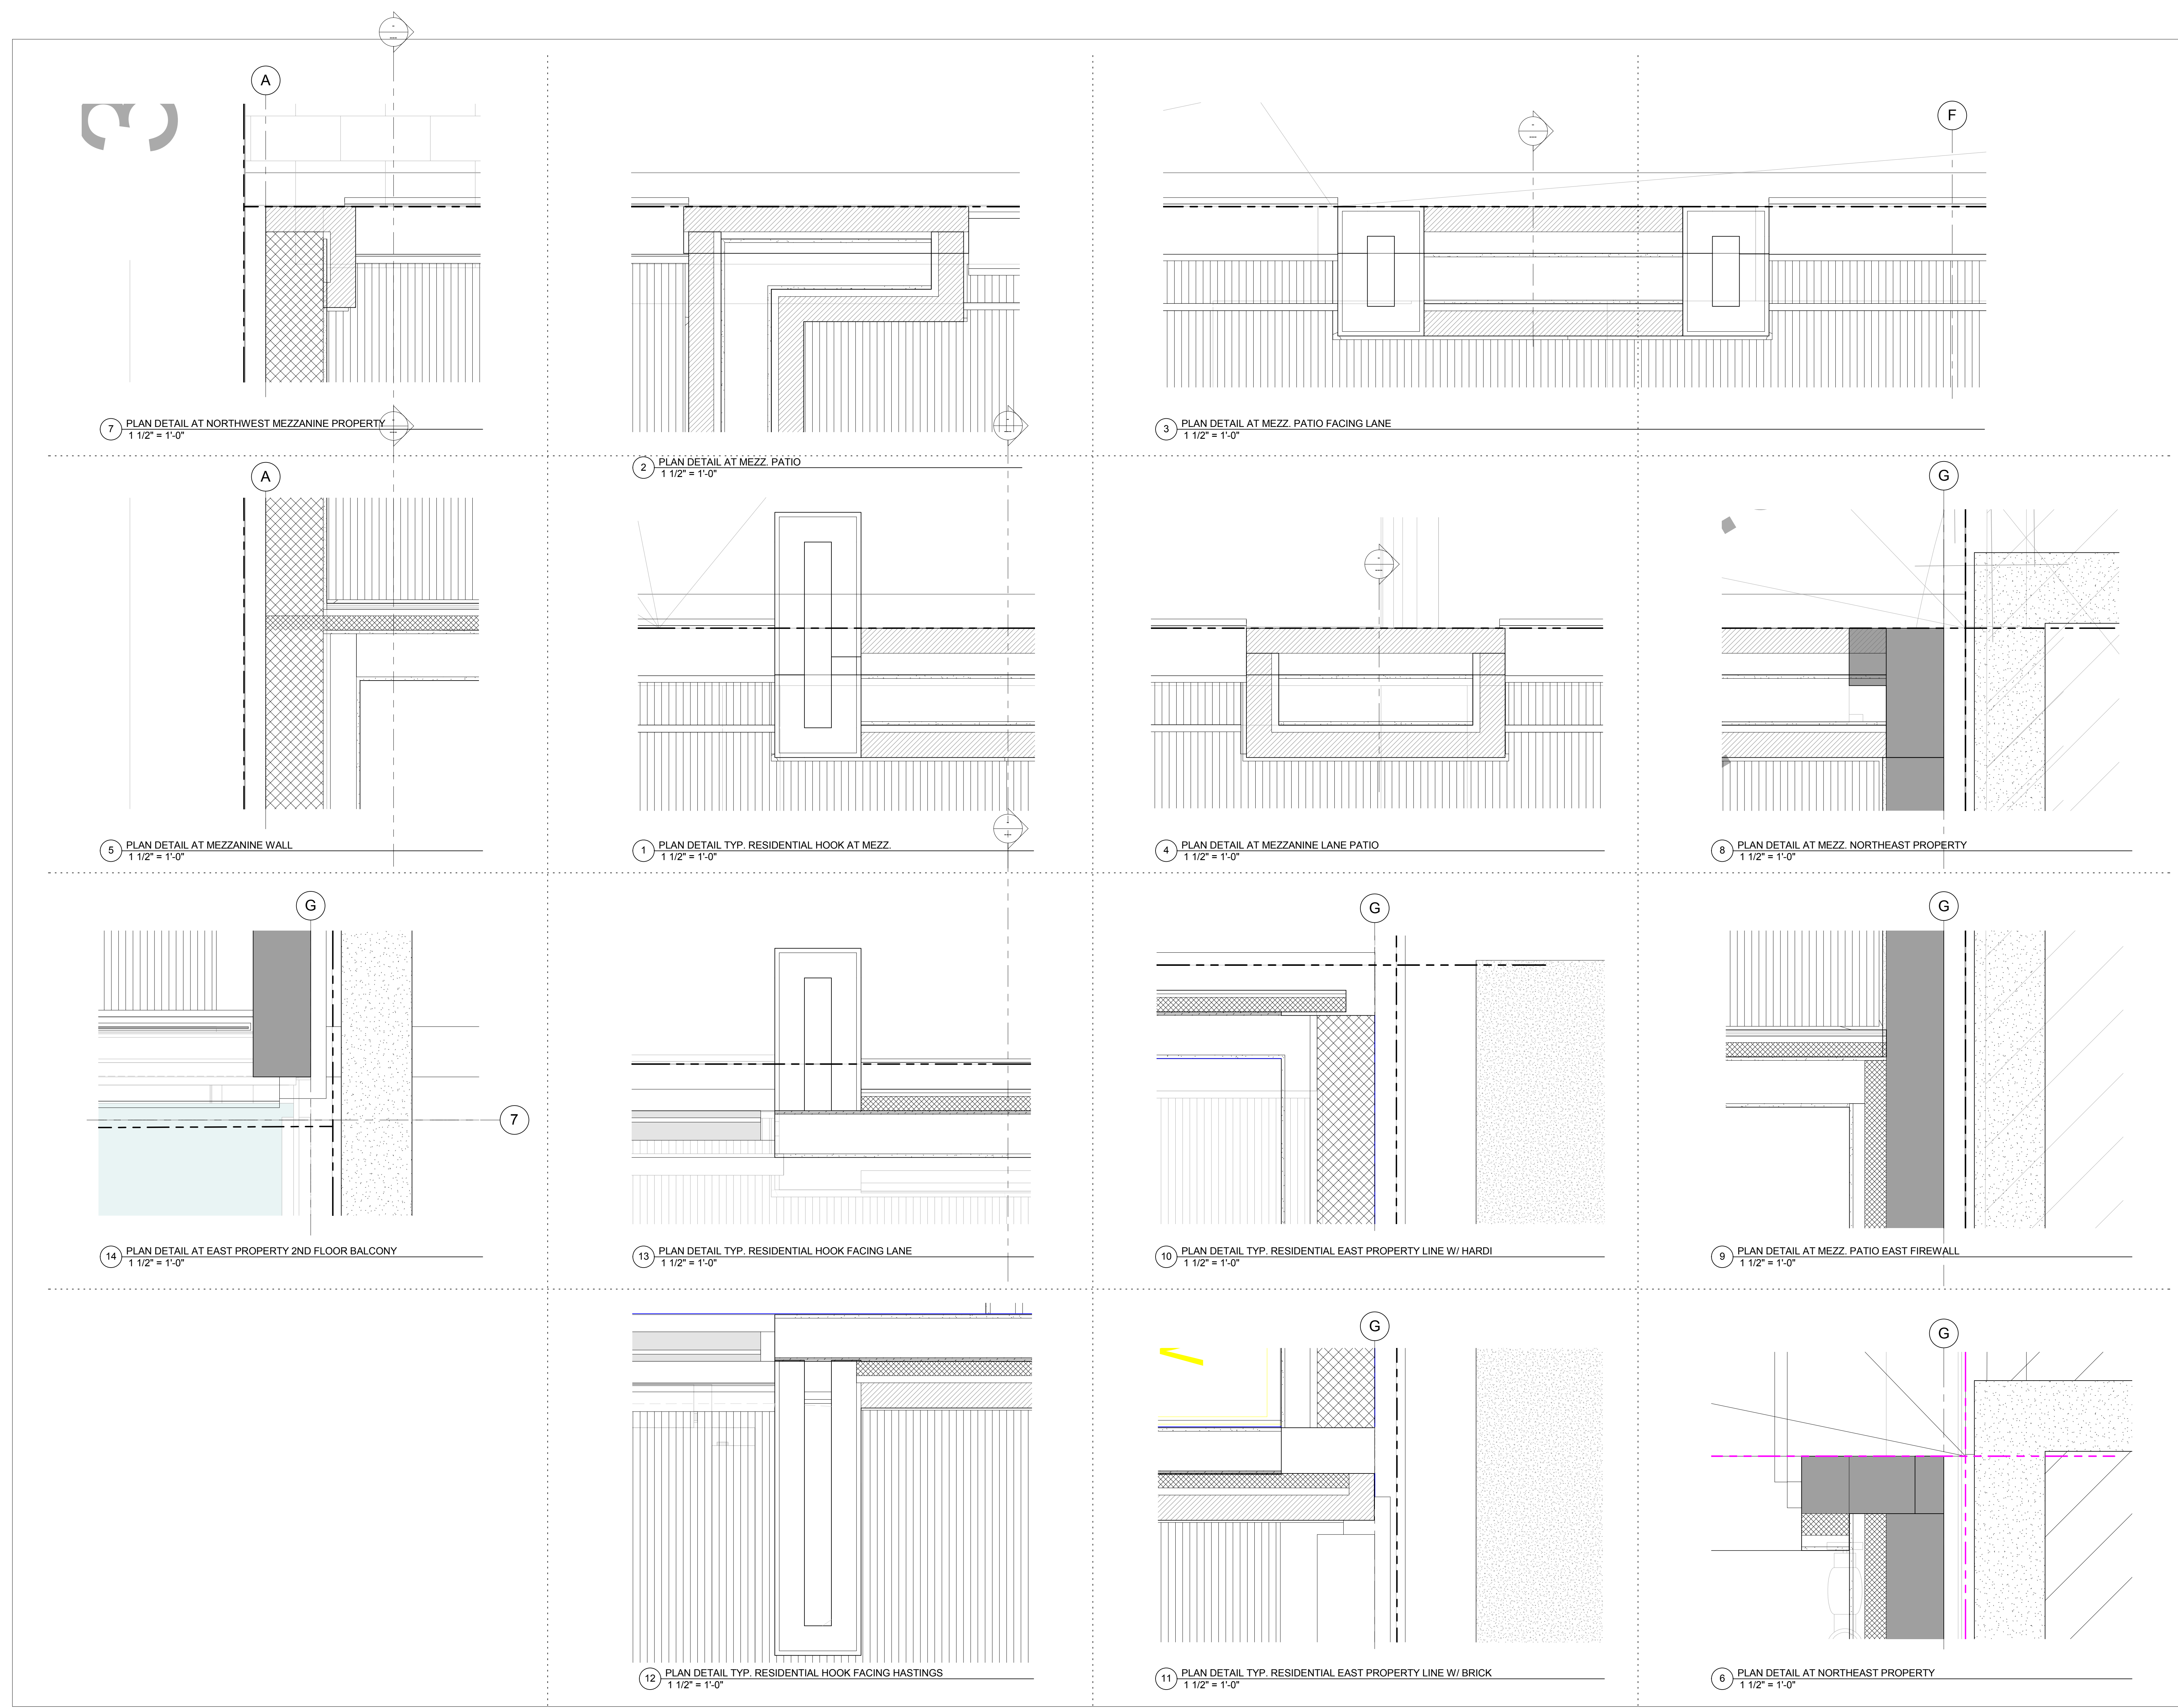 A
F
7
PLAN DETAIL AT NORTHWEST MEZZANINE PROPERTY
1 1/2" = 1'-0"
2
PLAN DETAIL AT MEZZ. PATIO
1 1/2" = 1'-0"
3
PLAN DETAIL AT MEZZ. PATIO FACING LANE
1 1/2" = 1'-0"
A
G
5
PLAN DETAIL AT MEZZANINE WALL
1 1/2" = 1'-0"
1
PLAN DETAIL TYP. RESIDENTIAL HOOK AT MEZZ.
1 1/2" = 1'-0"
4
PLAN DETAIL AT MEZZANINE LANE PATIO
1 1/2" = 1'-0"
8
PLAN DETAIL AT MEZZ. NORTHEAST PROPERTY
1 1/2" = 1'-0"
G
G
G
7
14
PLAN DETAIL AT EAST PROPERTY 2ND FLOOR BALCONY
1 1/2" = 1'-0"
13
PLAN DETAIL TYP. RESIDENTIAL HOOK FACING LANE
1 1/2" = 1'-0"
10
PLAN DETAIL TYP. RESIDENTIAL EAST PROPERTY LINE W/ HARDI
1 1/2" = 1'-0"
9
PLAN DETAIL AT MEZZ. PATIO EAST FIREWALL
1 1/2" = 1'-0"
G
G
12
PLAN DETAIL TYP. RESIDENTIAL HOOK FACING HASTINGS
1 1/2" = 1'-0"
11
PLAN DETAIL TYP. RESIDENTIAL EAST PROPERTY LINE W/ BRICK
1 1/2" = 1'-0"
6
PLAN DETAIL AT NORTHEAST PROPERTY
1 1/2" = 1'-0"